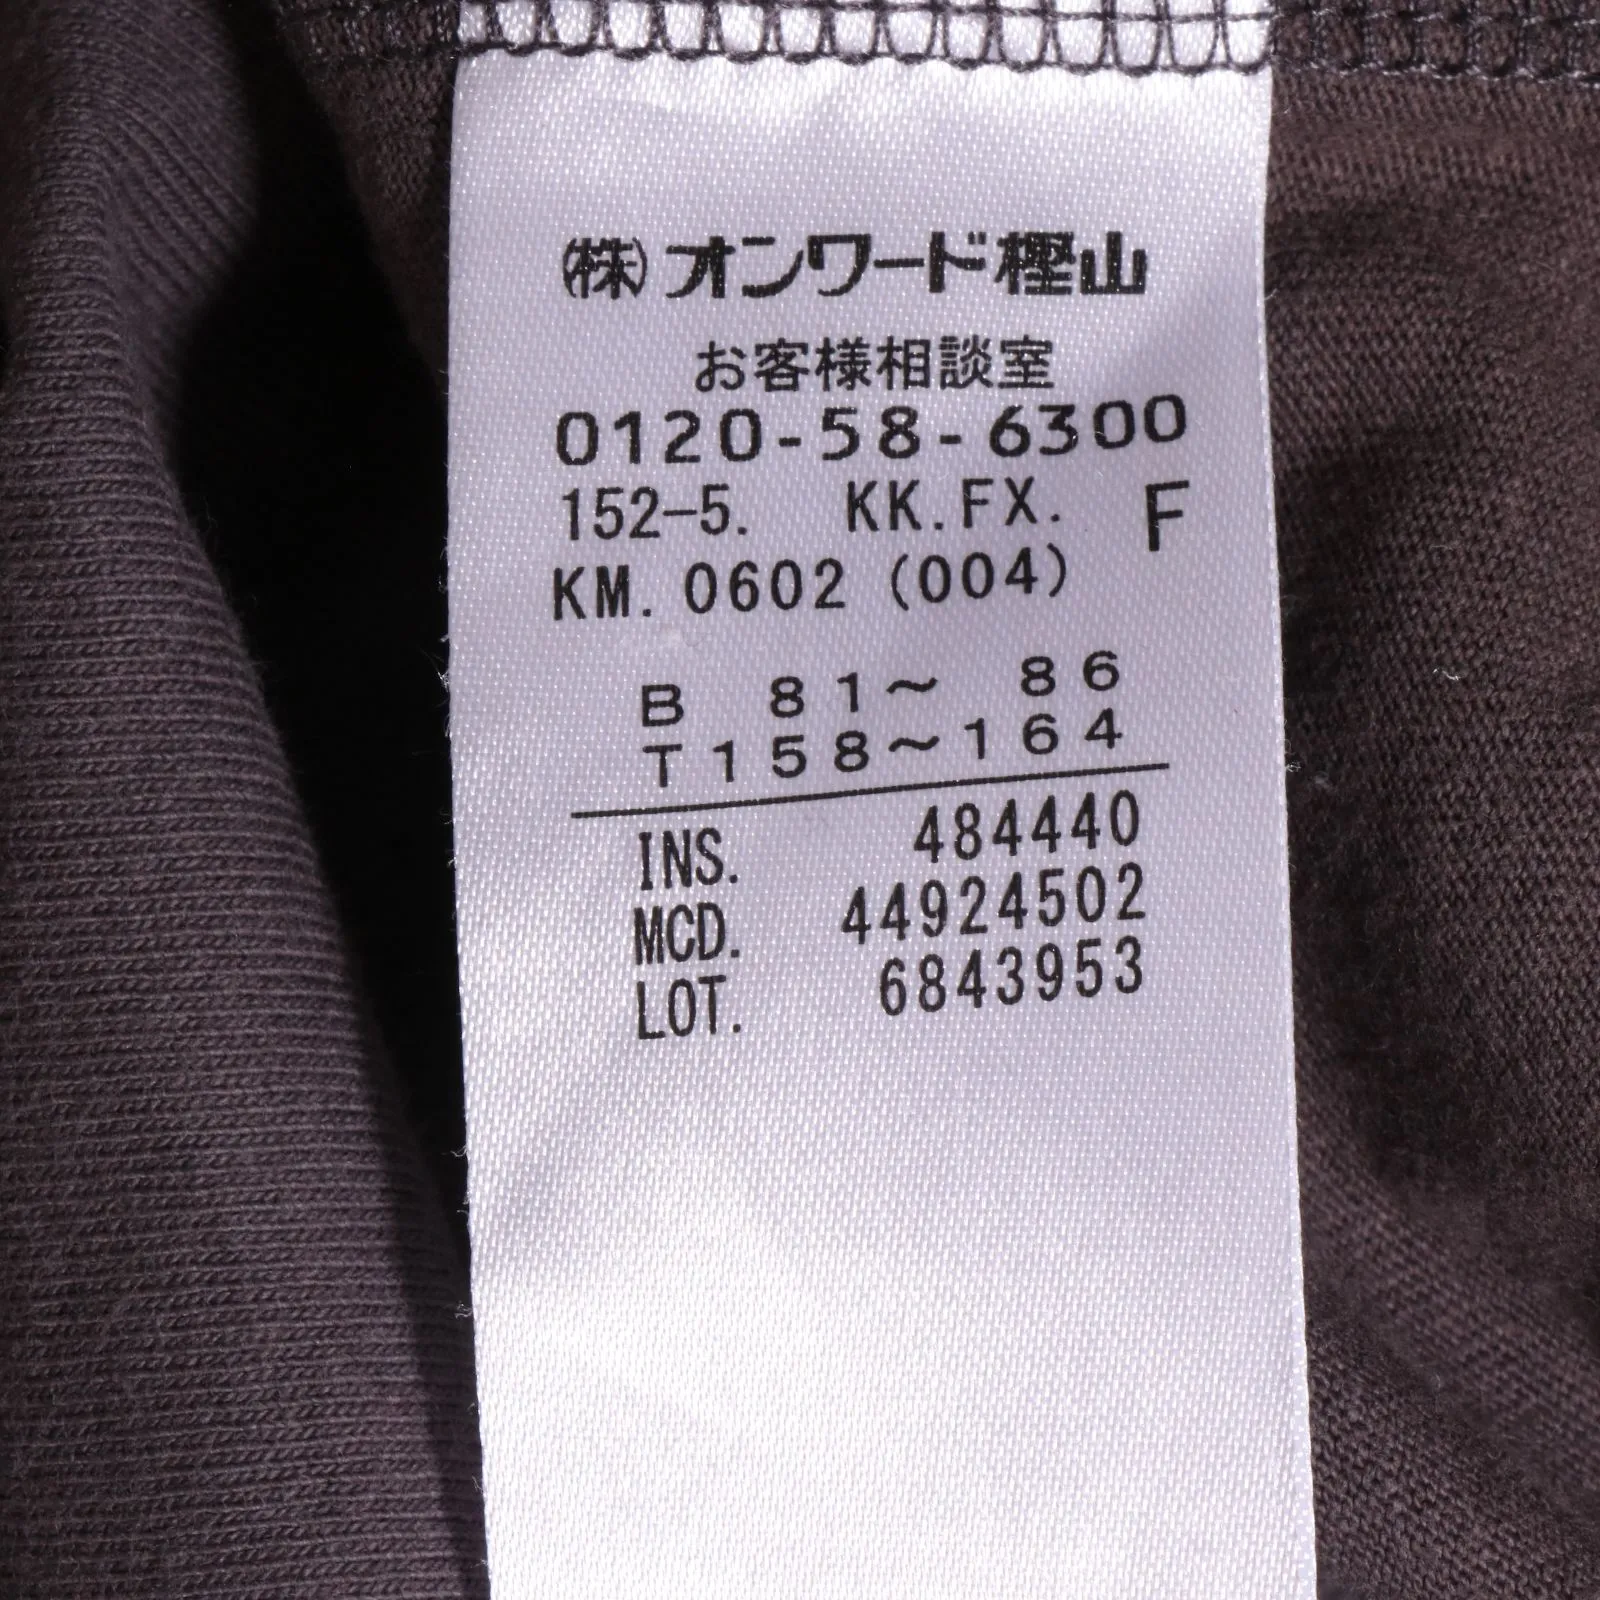 (株)オンワード樫山
お客様相談室
0120-58-6300
152-5. KK.FX. F
KM.0602(004)
B 81～ 86
T158～164
INS. 484440
MCD. 44924502
LOT. 6843953